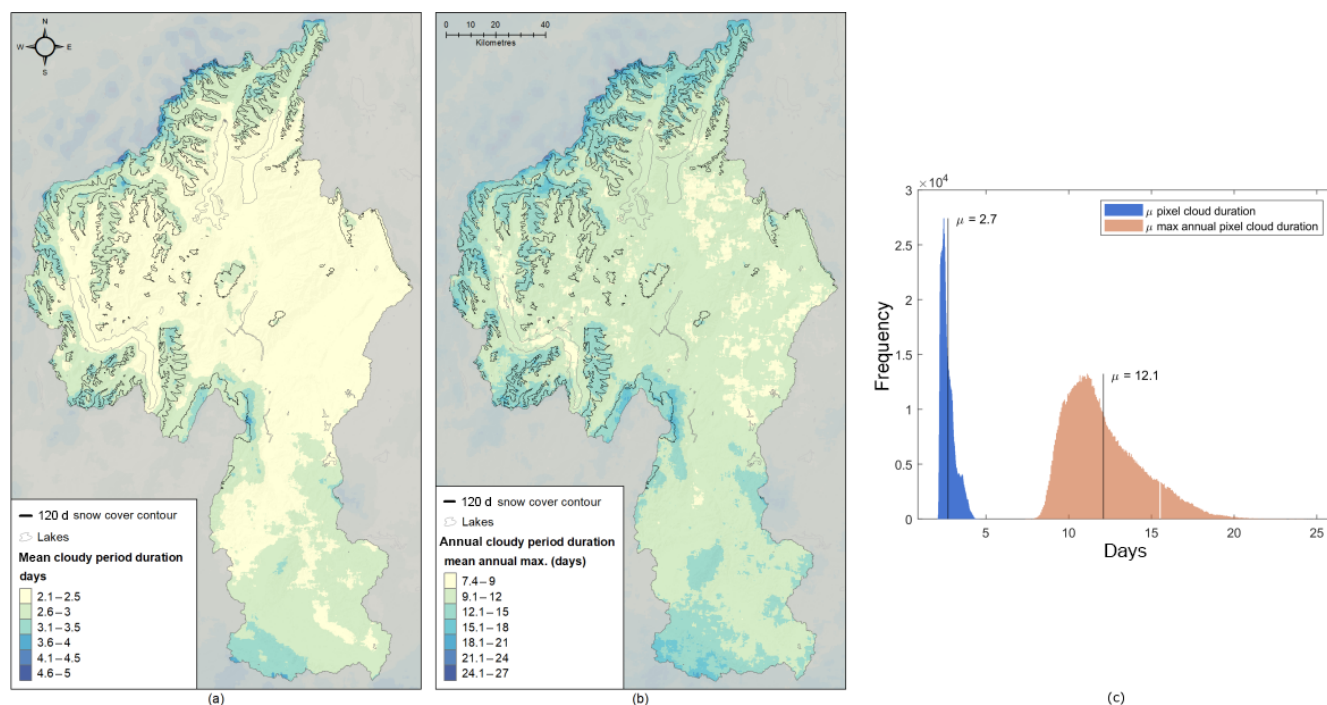 N
W E
S
0 10 20 40
Kilometres
120 d snow cover contour
Lakes
Mean cloudy period duration
days
2.1–2.5
2.6–3
3.1–3.5
3.6–4
4.1–4.5
4.6–5
(a)
120 d snow cover contour
Lakes
Annual cloudy period duration
mean annual max. (days)
7.4–9
9.1–12
12.1–15
15.1–18
18.1–21
21.1–24
24.1–27
(b)
×10⁴
3
2.5
2
1.5
1
0.5
0
Frequency
μ = 2.7
μ = 12.1
μ pixel cloud duration
μ max annual pixel cloud duration
5 10 15 20 25
Days
(c)